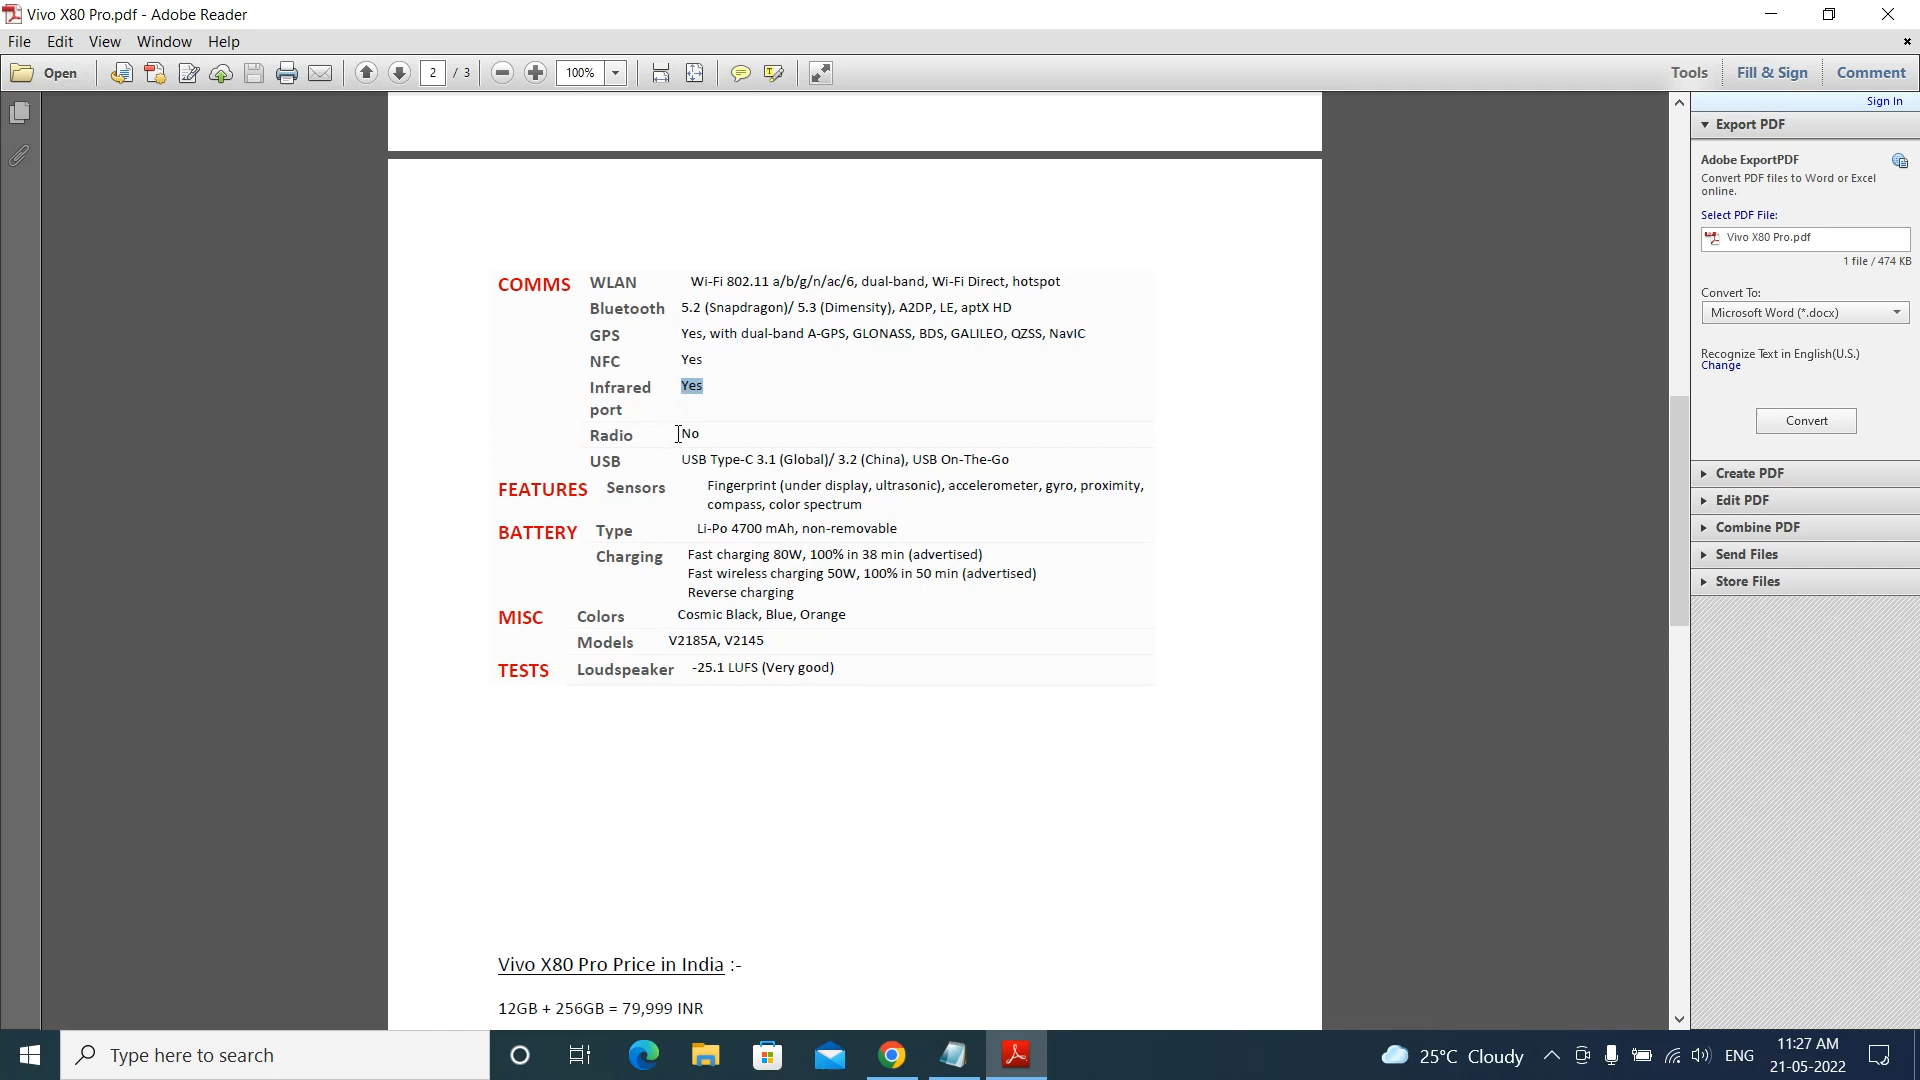 Vivo X80 Pro.pdf - Adobe Reader
File Edit View Window Help
Open 2 / 3 100% Tools Fill & Sign Comment
Sign In
Export PDF
Adobe ExportPDF
Convert PDF files to Word or Excel
online.
Select PDF File:
Vivo X80 Pro.pdf
1 file / 474 KB
Convert To:
Microsoft Word (*.docx)
Recognize Text in English(U.S.)
Change
Convert
Create PDF
Edit PDF
Combine PDF
Send Files
Store Files
COMMS WLAN Wi-Fi 802.11 a/b/g/n/ac/6, dual-band, Wi-Fi Direct, hotspot
Bluetooth 5.2 (Snapdragon)/ 5.3 (Dimensity), A2DP, LE, aptX HD
GPS Yes, with dual-band A-GPS, GLONASS, BDS, GALILEO, QZSS, NavIC
NFC Yes
Infrared Yes
port
Radio No
USB USB Type-C 3.1 (Global)/ 3.2 (China), USB On-The-Go
FEATURES Sensors Fingerprint (under display, ultrasonic), accelerometer, gyro, proximity,
compass, color spectrum
BATTERY Type Li-Po 4700 mAh, non-removable
Charging Fast charging 80W, 100% in 38 min (advertised)
Fast wireless charging 50W, 100% in 50 min (advertised)
Reverse charging
MISC Colors Cosmic Black, Blue, Orange
Models V2185A, V2145
TESTS Loudspeaker -25.1 LUFS (Very good)
Vivo X80 Pro Price in India :-
12GB + 256GB = 79,999 INR
Type here to search
25°C Cloudy ENG 11:27 AM
21-05-2022